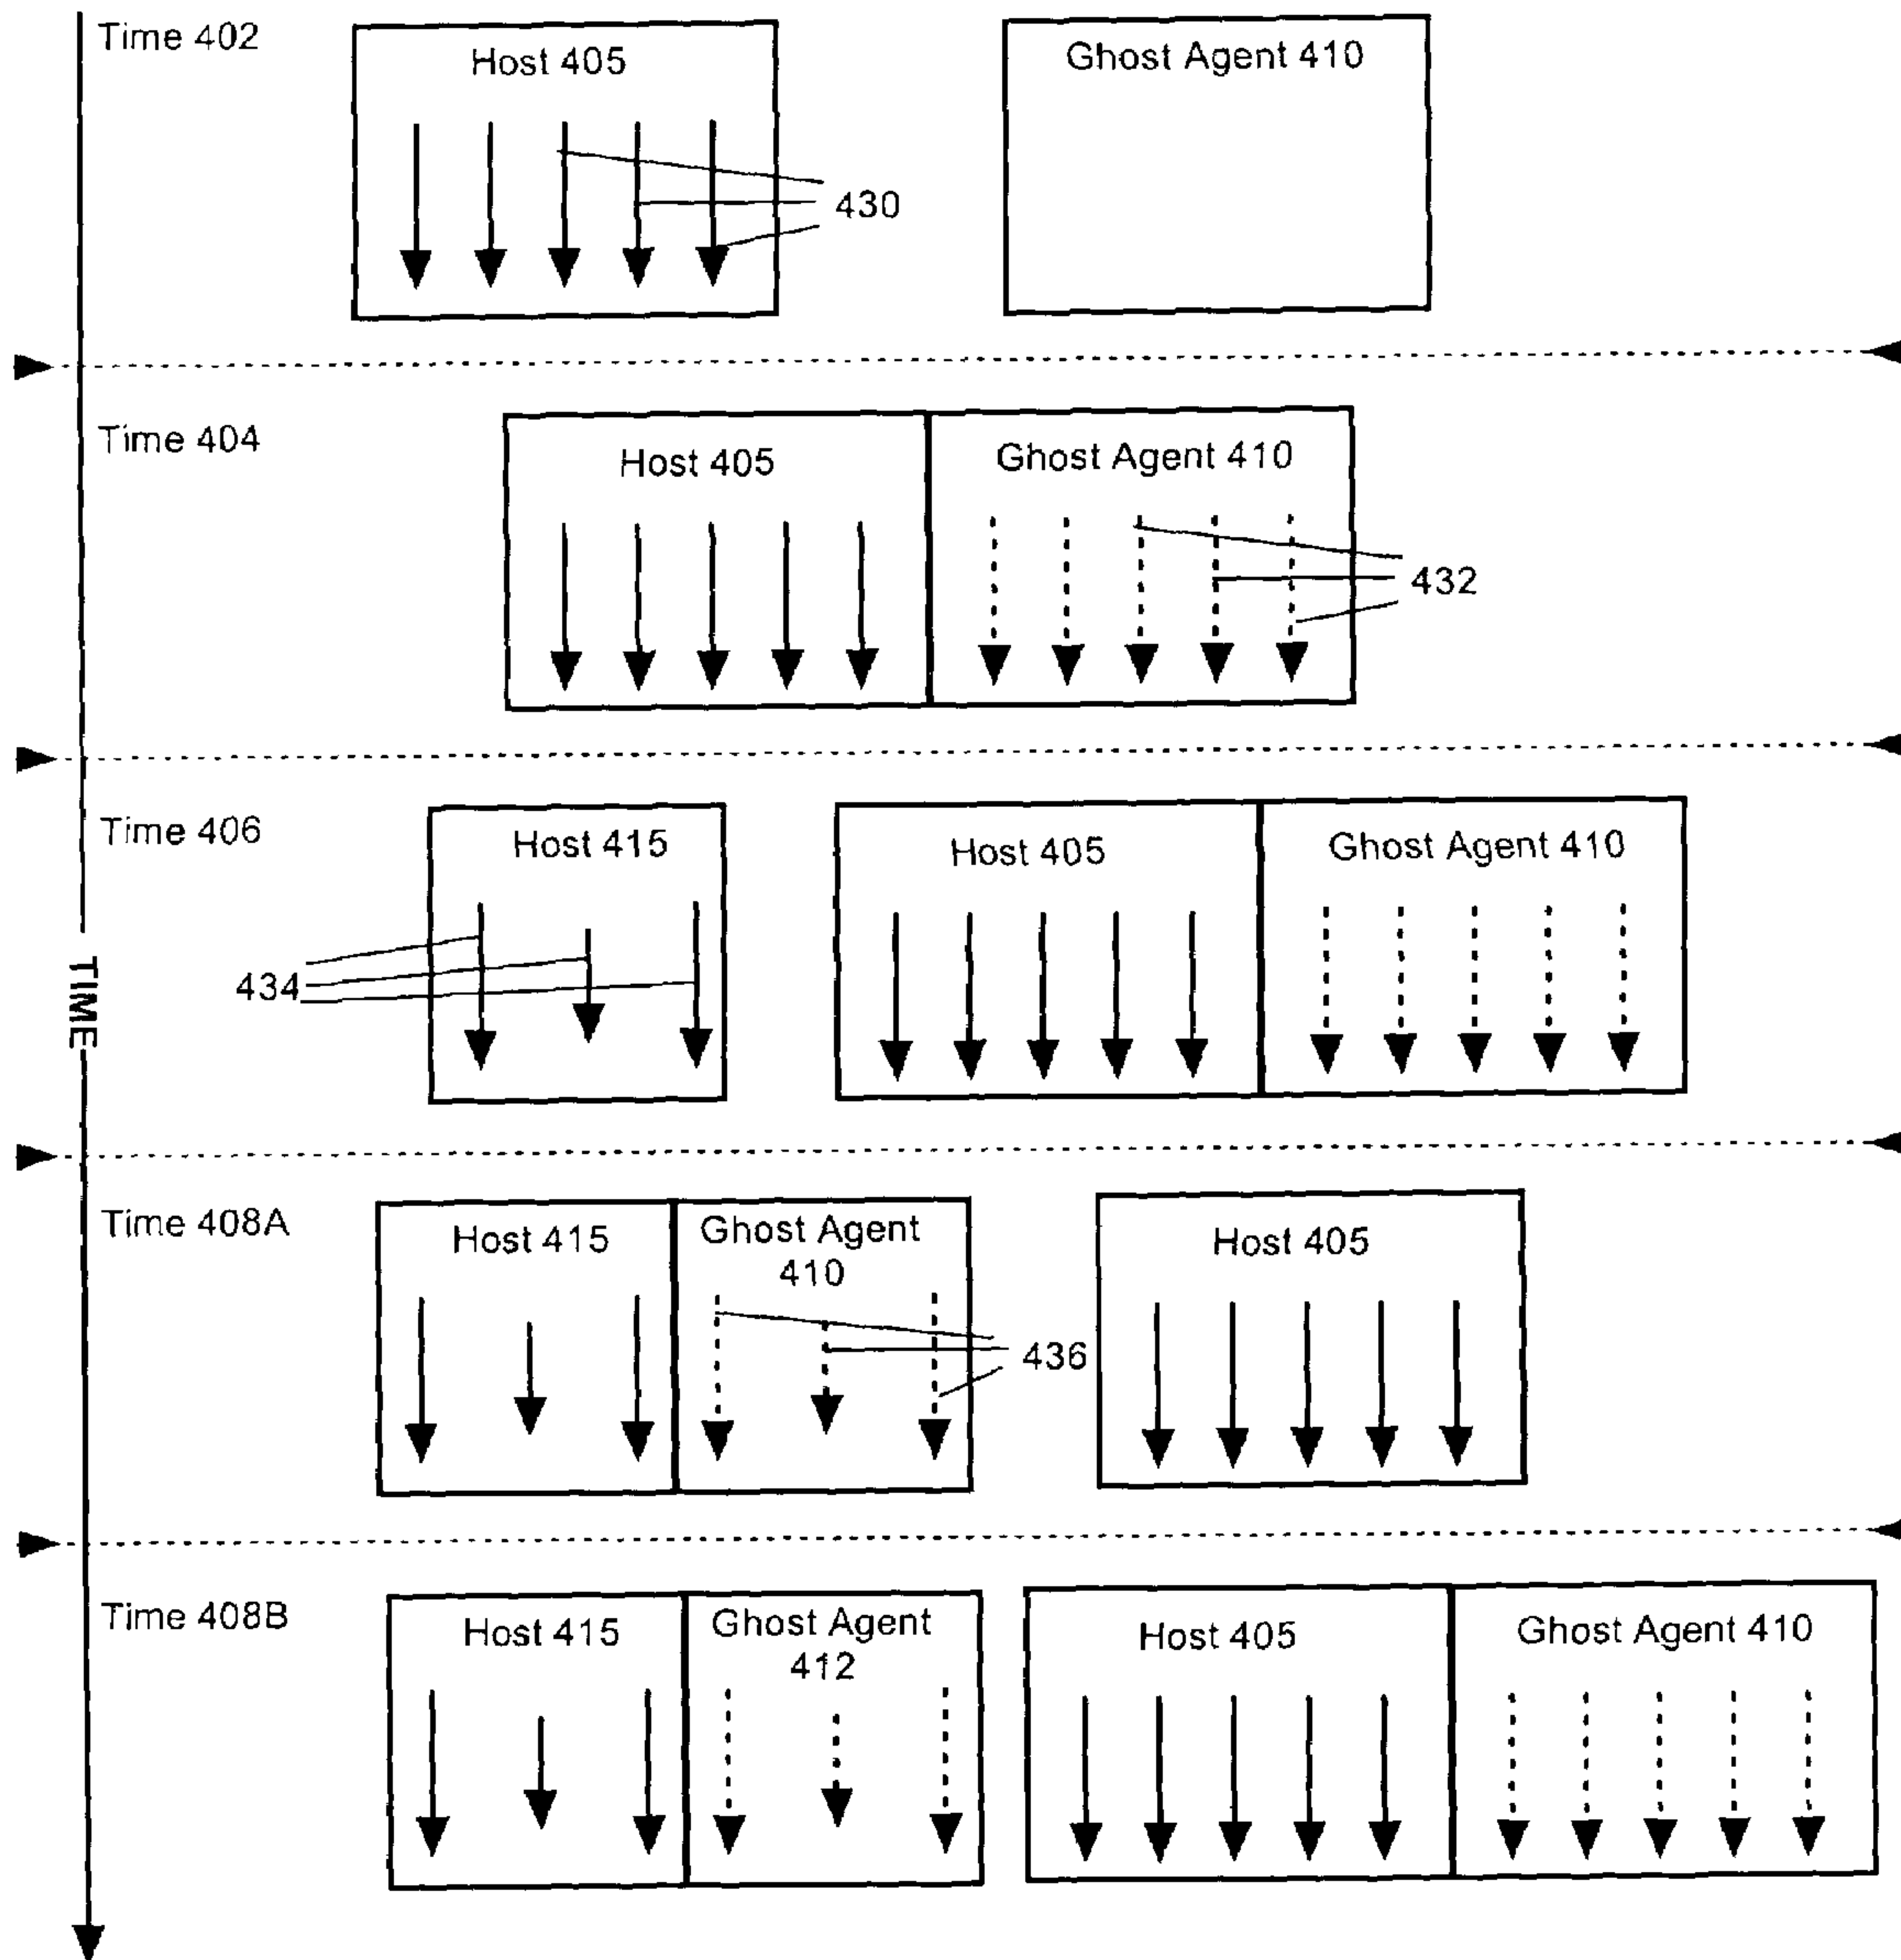 Time 402
Host 405
Ghost Agent 410
430
Time 404
Host 405
Ghost Agent 410
432
Time 406
Host 415
Host 405
Ghost Agent 410
434
TIME
Time 408A
Host 415
Ghost Agent
410
Host 405
436
Time 408B
Host 415
Ghost Agent
412
Host 405
Ghost Agent 410